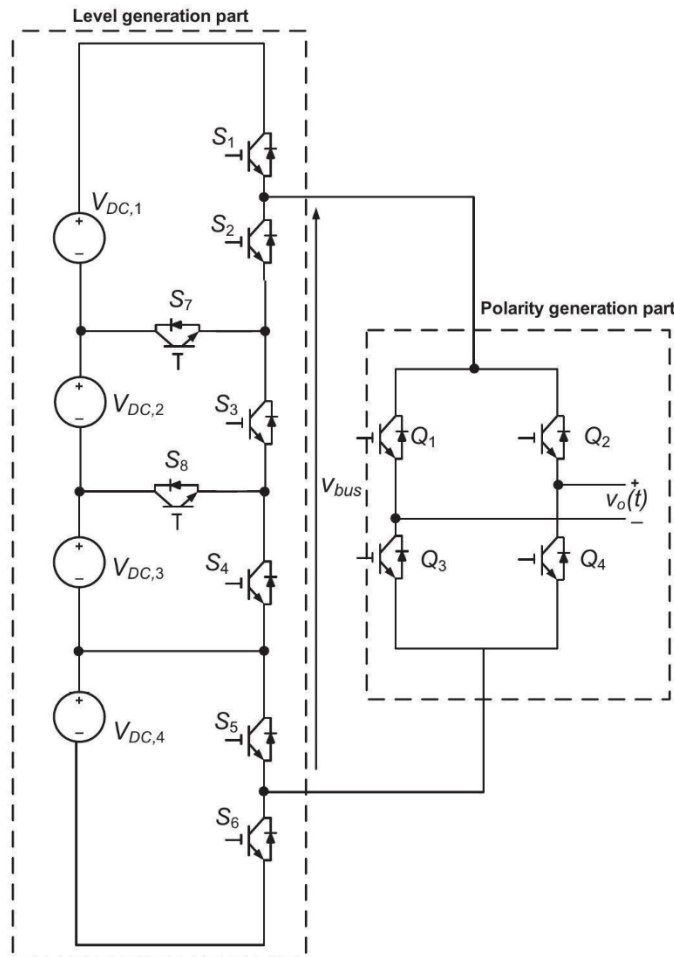 Level generation part
S1
VDC,1
S2
S7
Polarity generation part
VDC,2
S3
Q1
Q2
S8
vbus
+
vo(t)
−
VDC,3
S4
Q3
Q4
VDC,4
S5
S6